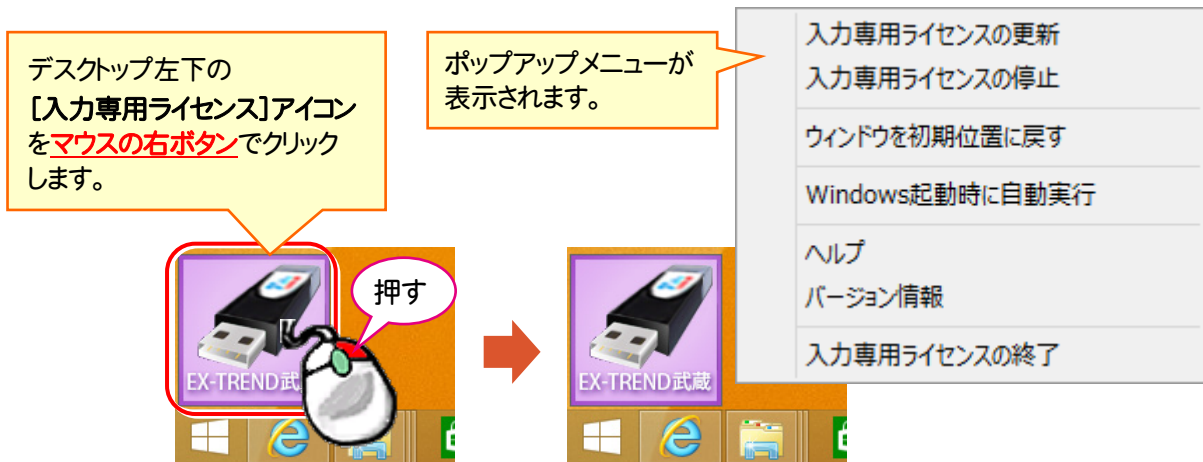 デスクトップ左下の
[入力専用ライセンス]アイコン
をマウスの右ボタンでクリック
します。
ポップアップメニューが
表示されます。
入力専用ライセンスの更新
入力専用ライセンスの停止
ウィンドウを初期位置に戻す
Windows起動時に自動実行
ヘルプ
バージョン情報
入力専用ライセンスの終了
押す
EX-TREND武
EX-TREND武蔵